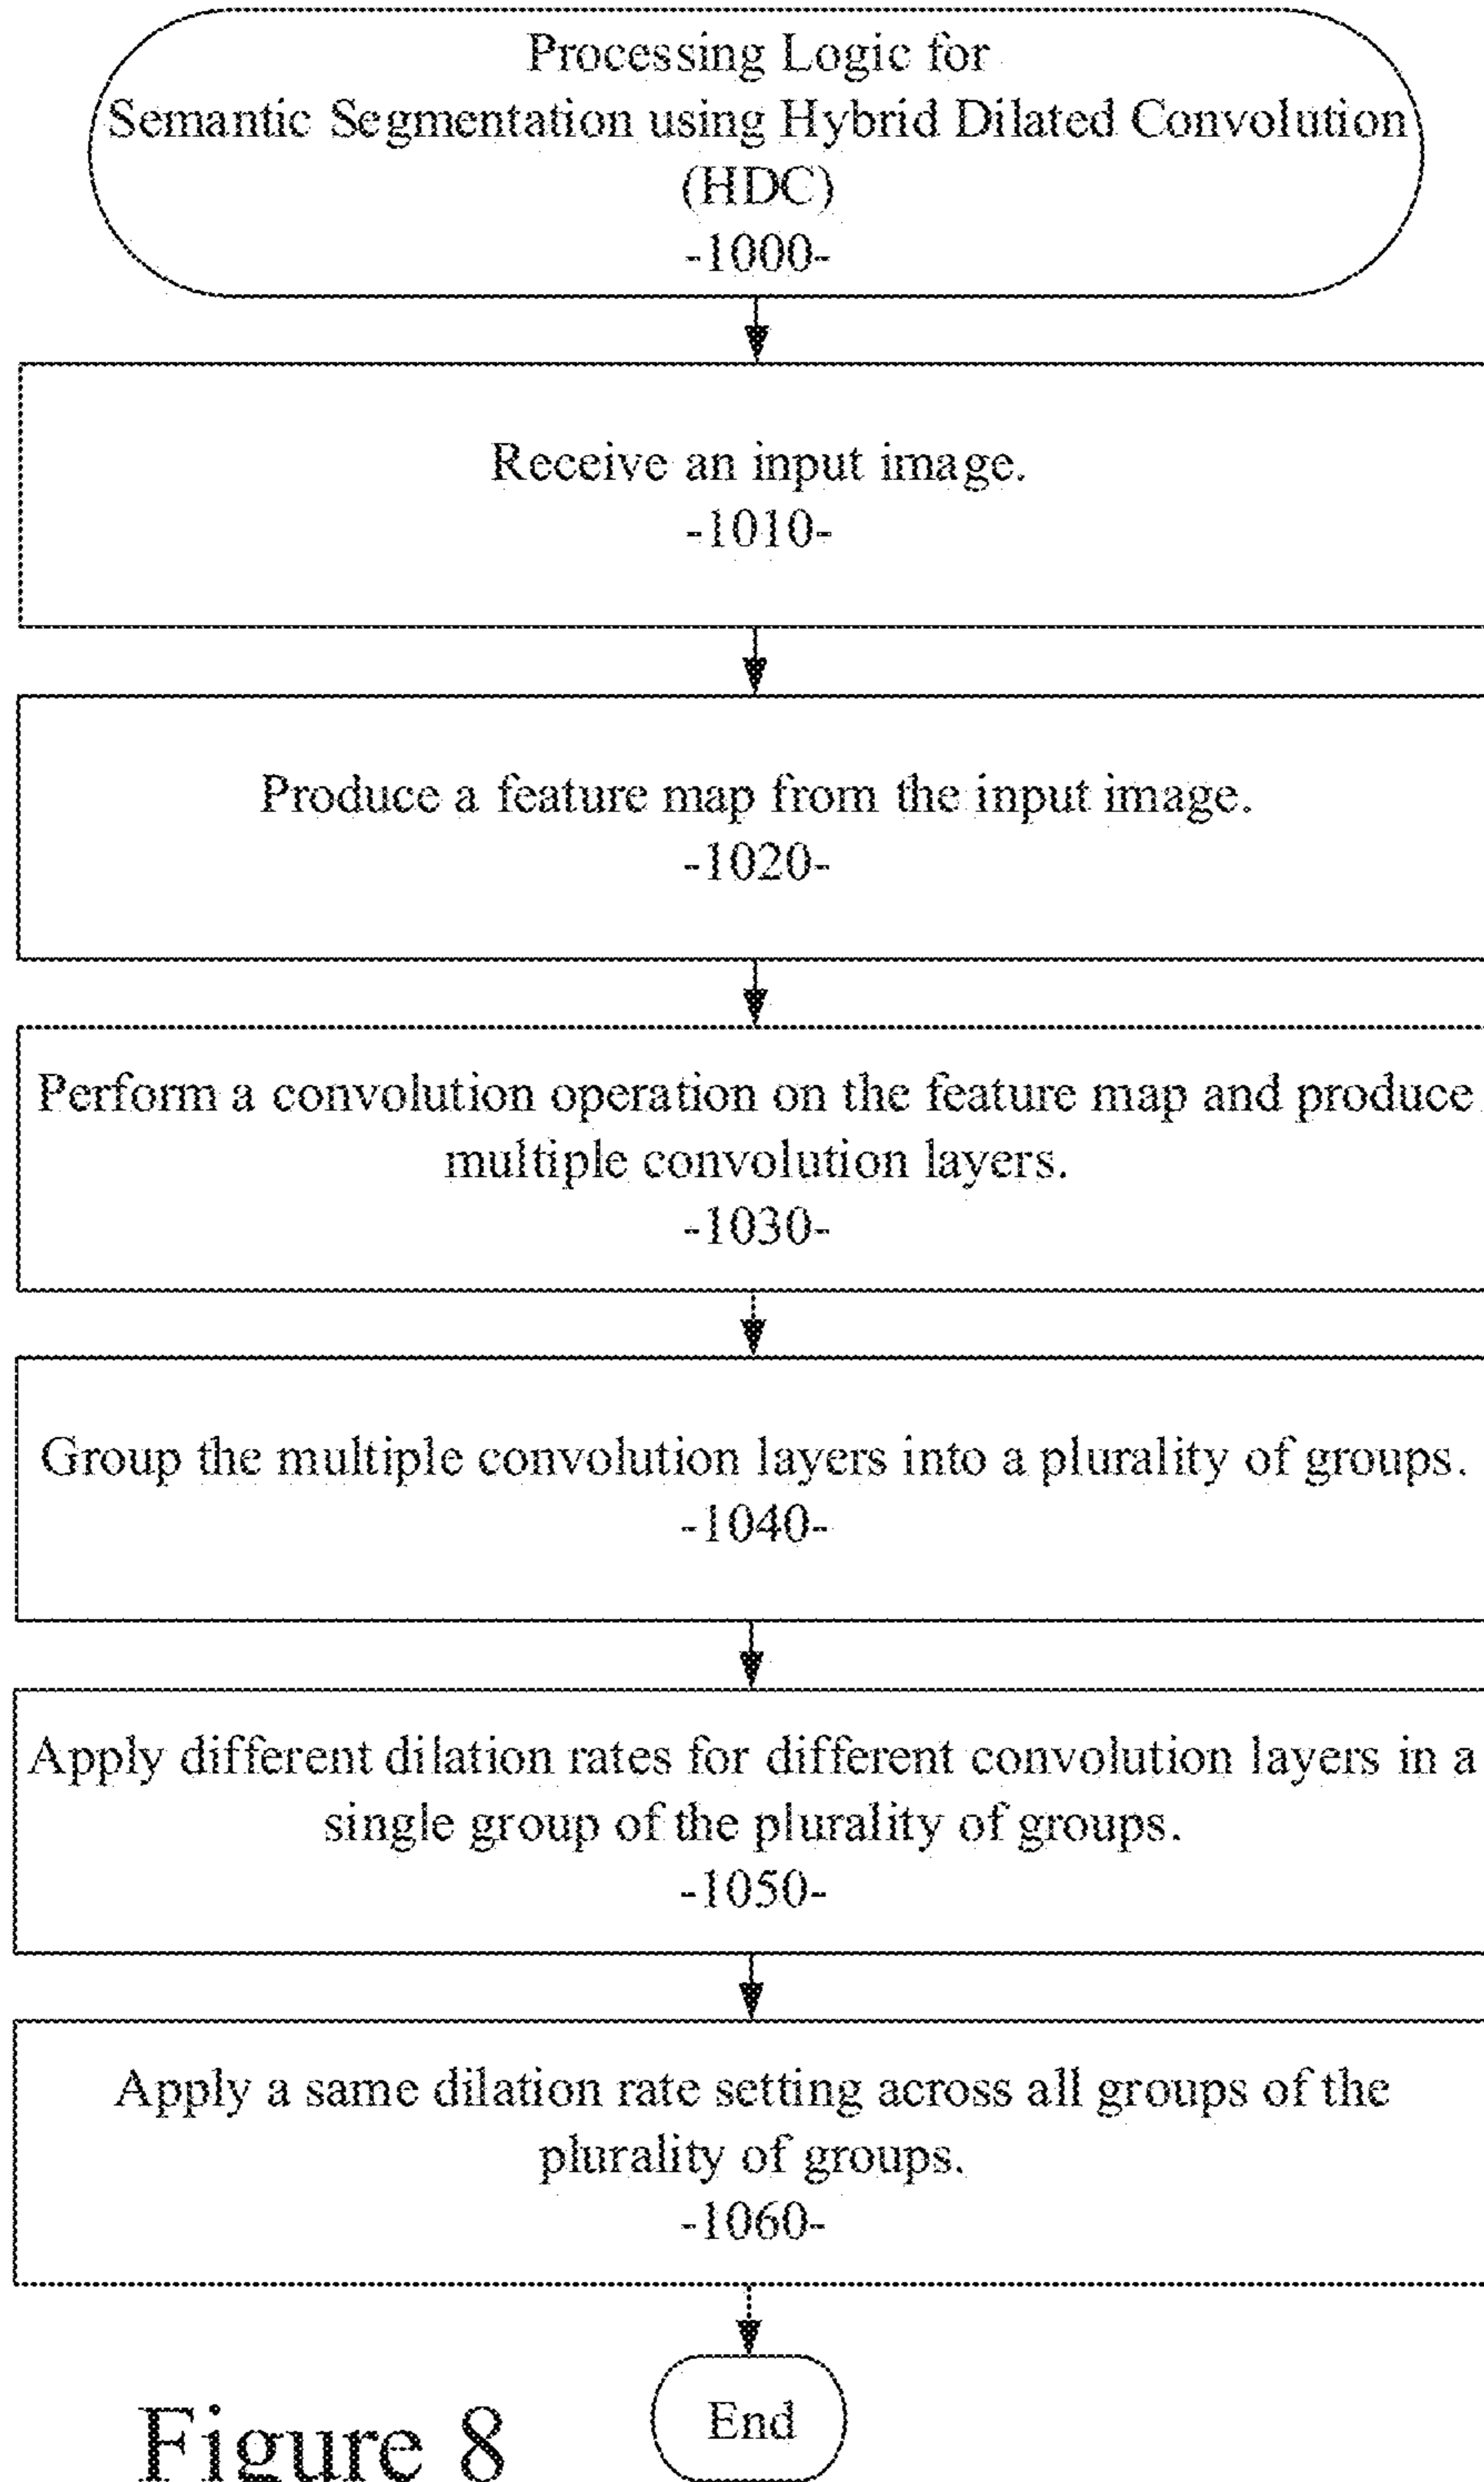 Processing Logic for
Semantic Segmentation using Hybrid Dilated Convolution
(HDC)
-1000-
Receive an input image.
-1010-
Produce a feature map from the input image.
-1020-
Perform a convolution operation on the feature map and produce
multiple convolution layers.
-1030-
Group the multiple convolution layers into a plurality of groups.
-1040-
Apply different dilation rates for different convolution layers in a
single group of the plurality of groups.
-1050-
Apply a same dilation rate setting across all groups of the
plurality of groups.
-1060-
End
Figure 8